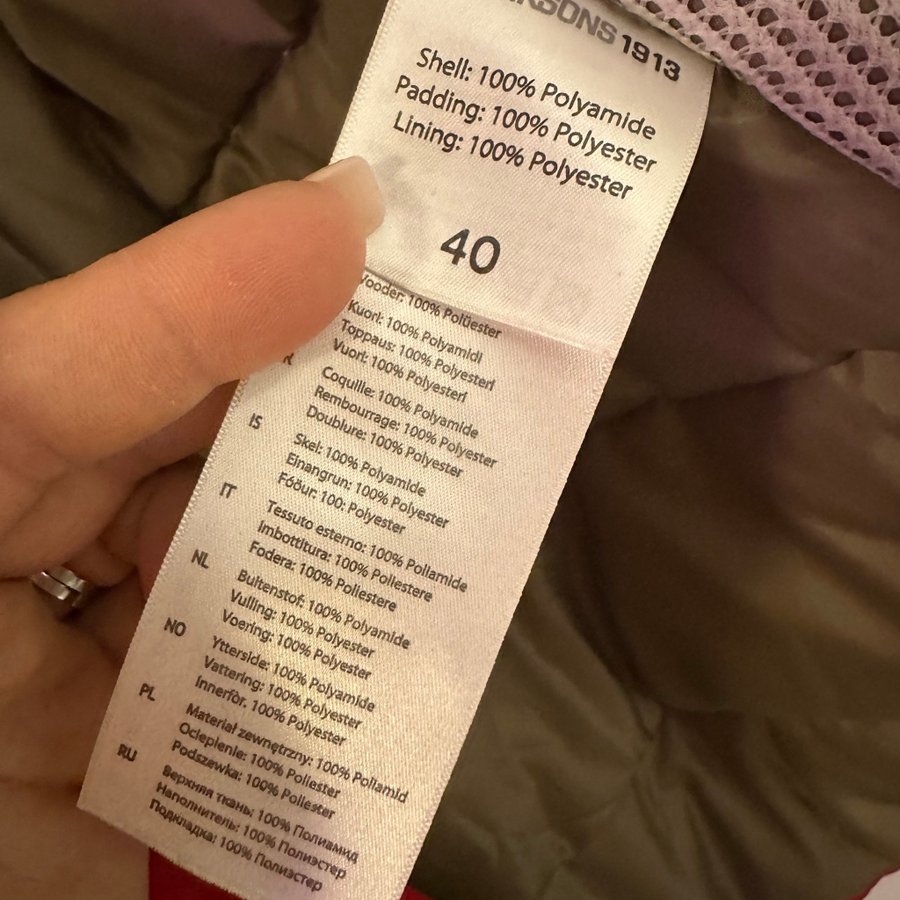 1913
Shell: 100% Polyamide
Padding: 100% Polyester
Lining: 100% Polyester
40
Vooder: 100% Polüester
Kuori: 100% Polyamidi
Toppaus: 100% Polyesteri
Vuori: 100% Polyesteri
Coquille: 100% Polyamide
Rembourrage: 100% Polyester
Doublure: 100% Polyester
IS
Skel: 100% Polyamide
Einangrun: 100% Polyester
Fóður: 100: Polyester
IT
Tessuto esterno: 100% Poliamide
Imbottitura: 100% Poliestere
Fodera: 100% Poliestere
NL
Buitenstof: 100% Polyamide
Vulling: 100% Polyester
Voering: 100% Polyester
NO
Ytterside: 100% Polyamide
Vattering: 100% Polyester
Innerfòr. 100% Polyester
PL
Materiał zewnętrzny: 100% Poliamid
Ocieplenie: 100% Poliester
Podszewka: 100% Poliester
RU
Верхняя ткань: 100% Полиамид
Наполнитель: 100% Полиэстер
Подкладка: 100% Полиэстер